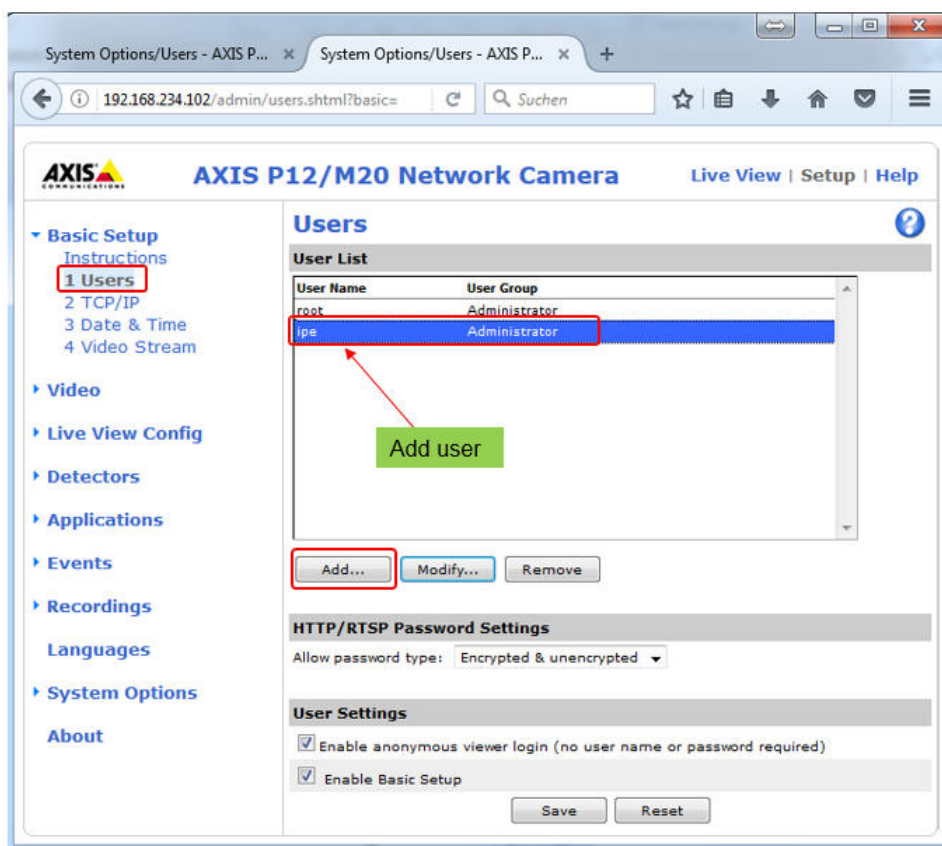 System Options/Users - AXIS P...
System Options/Users - AXIS P...
192.168.234.102/admin/users.shtml?basic=
Suchen
AXIS
COMMUNICATIONS
AXIS P12/M20 Network Camera
Live View | Setup | Help
Basic Setup
Instructions
1 Users
2 TCP/IP
3 Date & Time
4 Video Stream
Video
Live View Config
Detectors
Applications
Events
Recordings
Languages
System Options
About
Users
User List
User Name User Group
root Administrator
ipe Administrator
Add user
Add... Modify... Remove
HTTP/RTSP Password Settings
Allow password type: Encrypted & unencrypted
User Settings
Enable anonymous viewer login (no user name or password required)
Enable Basic Setup
Save Reset